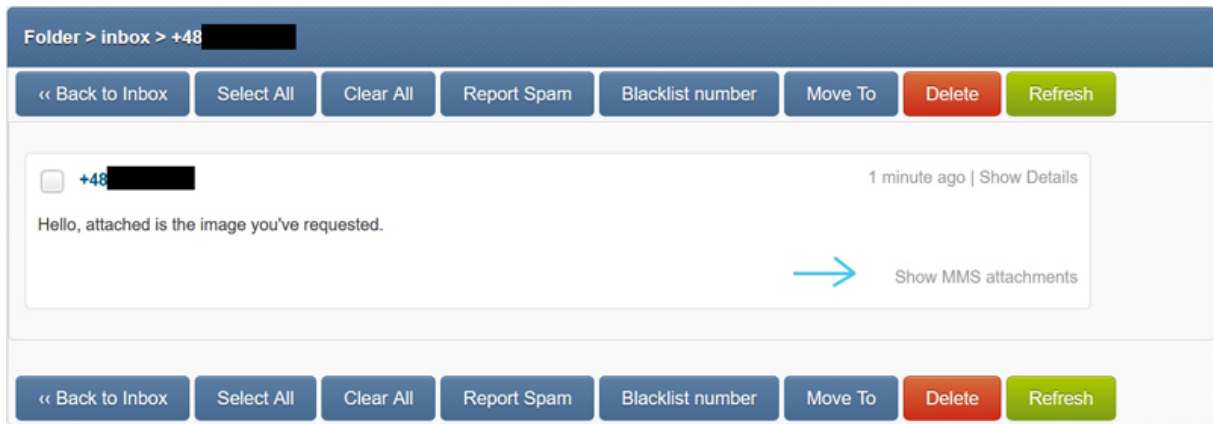 Folder > inbox > +48
‹‹ Back to Inbox Select All Clear All Report Spam Blacklist number Move To Delete Refresh
+48 1 minute ago | Show Details
Hello, attached is the image you've requested.
Show MMS attachments
‹‹ Back to Inbox Select All Clear All Report Spam Blacklist number Move To Delete Refresh